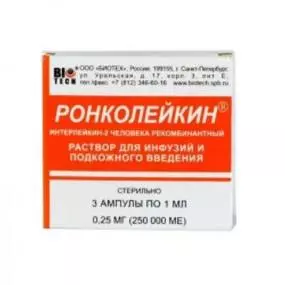 BIO TECH
ООО «БИОТЕХ», Россия, 199155, г. Санкт-Петербург
ул. Уральская, д. 17, корп. 3, лит Е,
тел./факс +7 (812) 346-60-16 www.biotech.spb.ru
РОНКОЛЕЙКИН®
ИНТЕРЛЕЙКИН-2 ЧЕЛОВЕКА РЕКОМБИНАНТНЫЙ
РАСТВОР ДЛЯ ИНФУЗИЙ И
ПОДКОЖНОГО ВВЕДЕНИЯ
СТЕРИЛЬНО
3 АМПУЛЫ ПО 1 МЛ
0,25 МГ (250 000 МЕ)